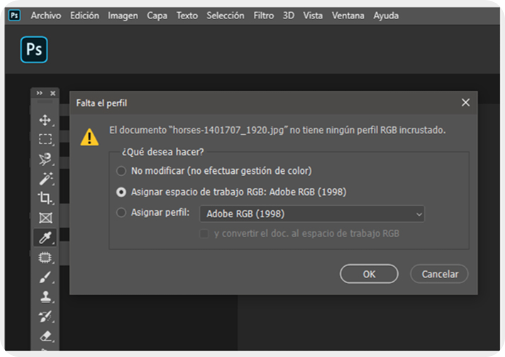 Ps Archivo Edición Imagen Capa Texto Selección Filtro 3D Vista Ventana Ayuda
Ps
Falta el perfil
El documento "horses-1401707_1920.jpg" no tiene ningún perfil RGB incrustado.
¿Qué desea hacer?
No modificar (no efectuar gestión de color)
Asignar espacio de trabajo RGB: Adobe RGB (1998)
Asignar perfil: Adobe RGB (1998)
y convertir el doc. al espacio de trabajo RGB
OK Cancelar